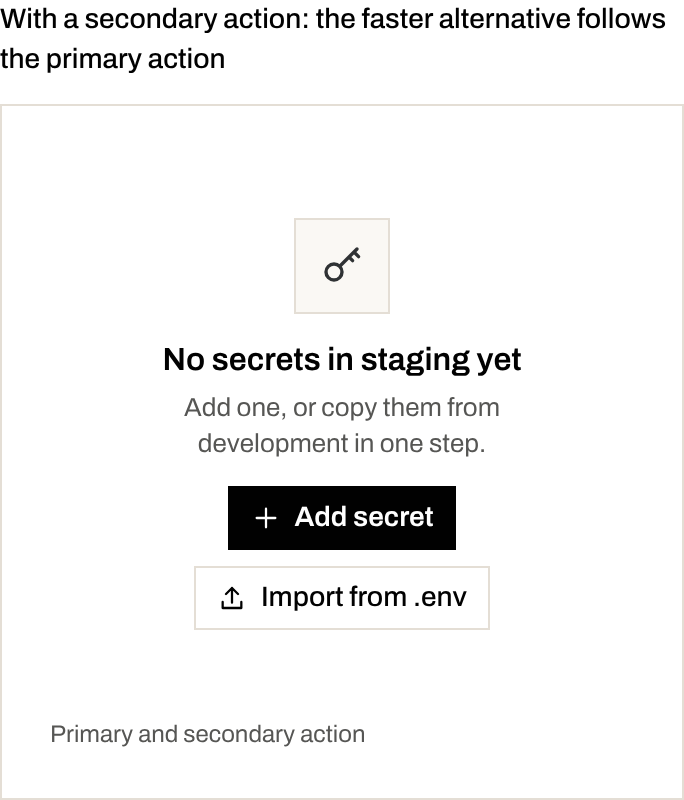 With a secondary action: the faster alternative follows
the primary action
No secrets in staging yet
Add one, or copy them from
development in one step.
Add secret
Import from .env
Primary and secondary action